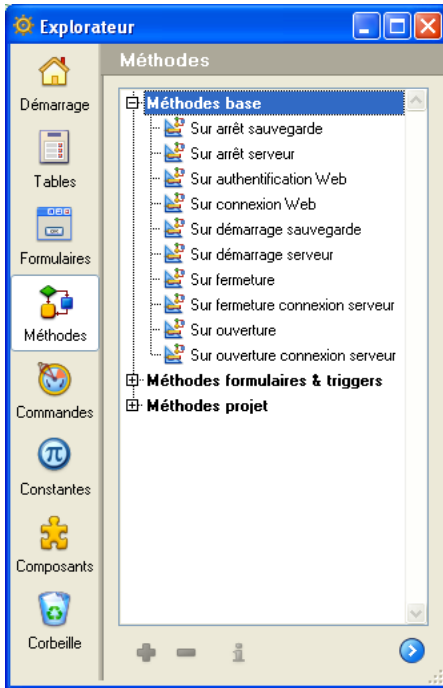 Explorateur
Méthodes
Démarrage
Tables
Formulaires
Méthodes
Commandes
Constantes
Composants
Corbeille
Méthodes base
Sur arrêt sauvegarde
Sur arrêt serveur
Sur authentification Web
Sur connexion Web
Sur démarrage sauvegarde
Sur démarrage serveur
Sur fermeture
Sur fermeture connexion serveur
Sur ouverture
Sur ouverture connexion serveur
Méthodes formulaires & triggers
Méthodes projet